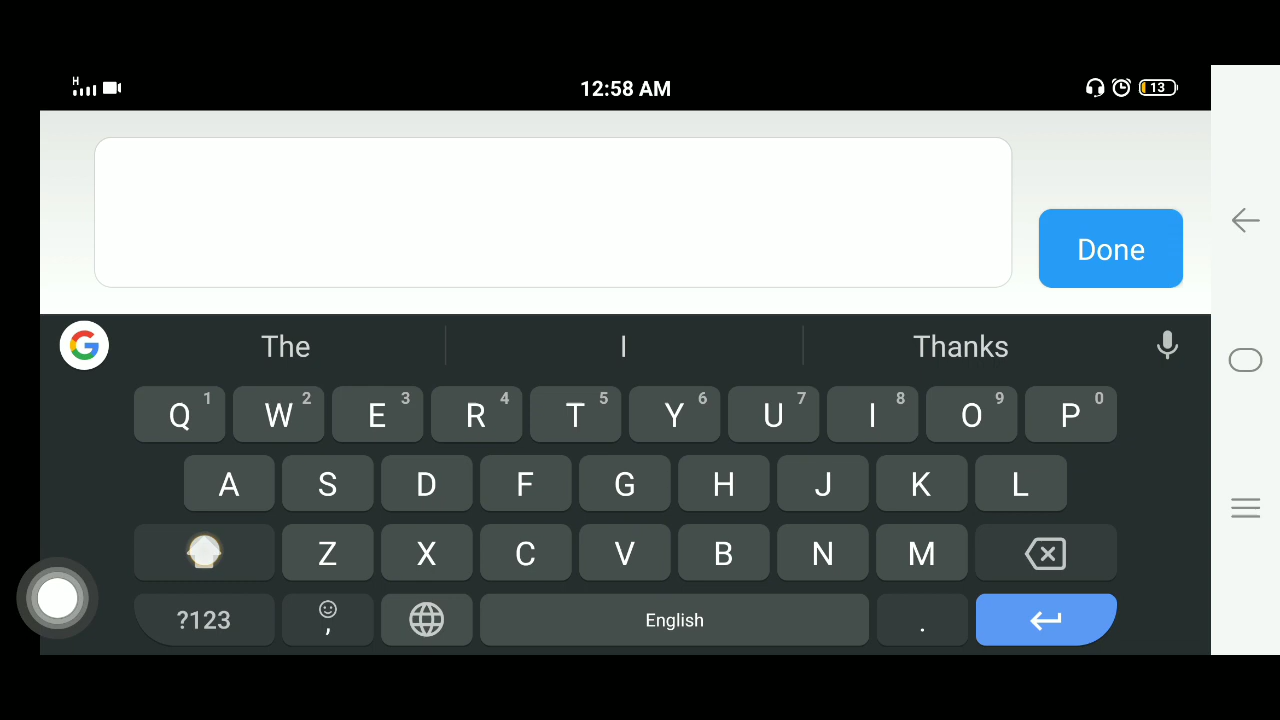 H
12:58 AM
13
Done
The I Thanks
Q 1 W 2 E 3 R 4 T 5 Y 6 U 7 I 8 O 9 P 0
A S D F G H J K L
Z X C V B N M
?123 , English .